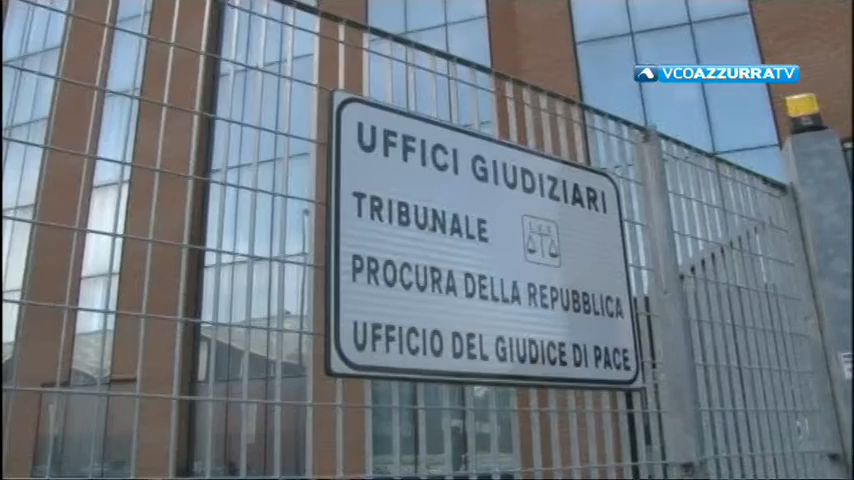 VCOAZZURRATV
UFFICI GIUDIZIARI
TRIBUNALE
PROCURA DELLA REPUBBLICA
UFFICIO DEL GIUDICE DI PACE